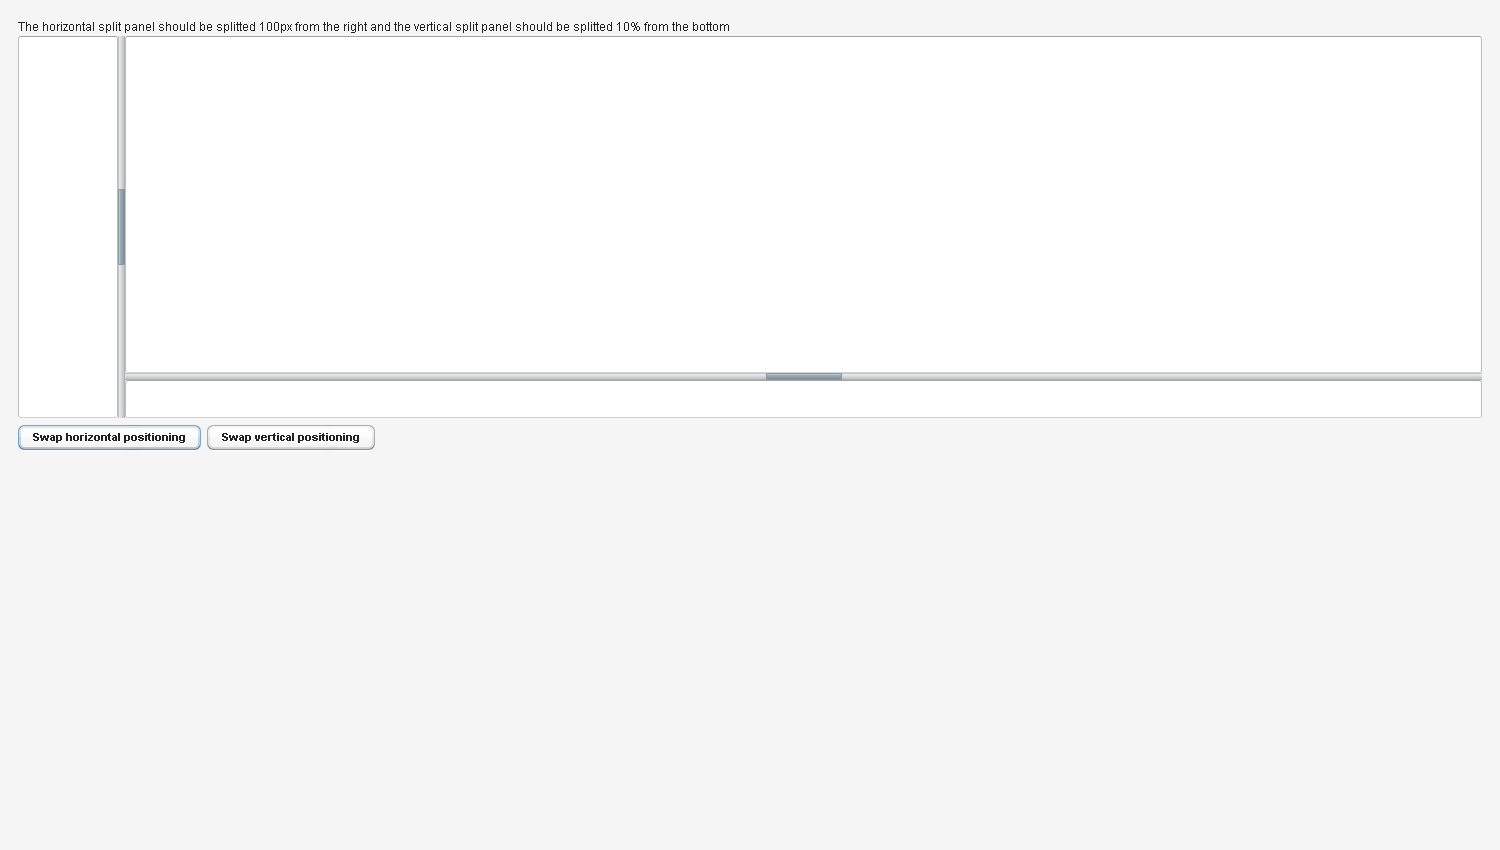 The horizontal split panel should be splitted 100px from the right and the vertical split panel should be splitted 10% from the bottom
Swap horizontal positioning
Swap vertical positioning